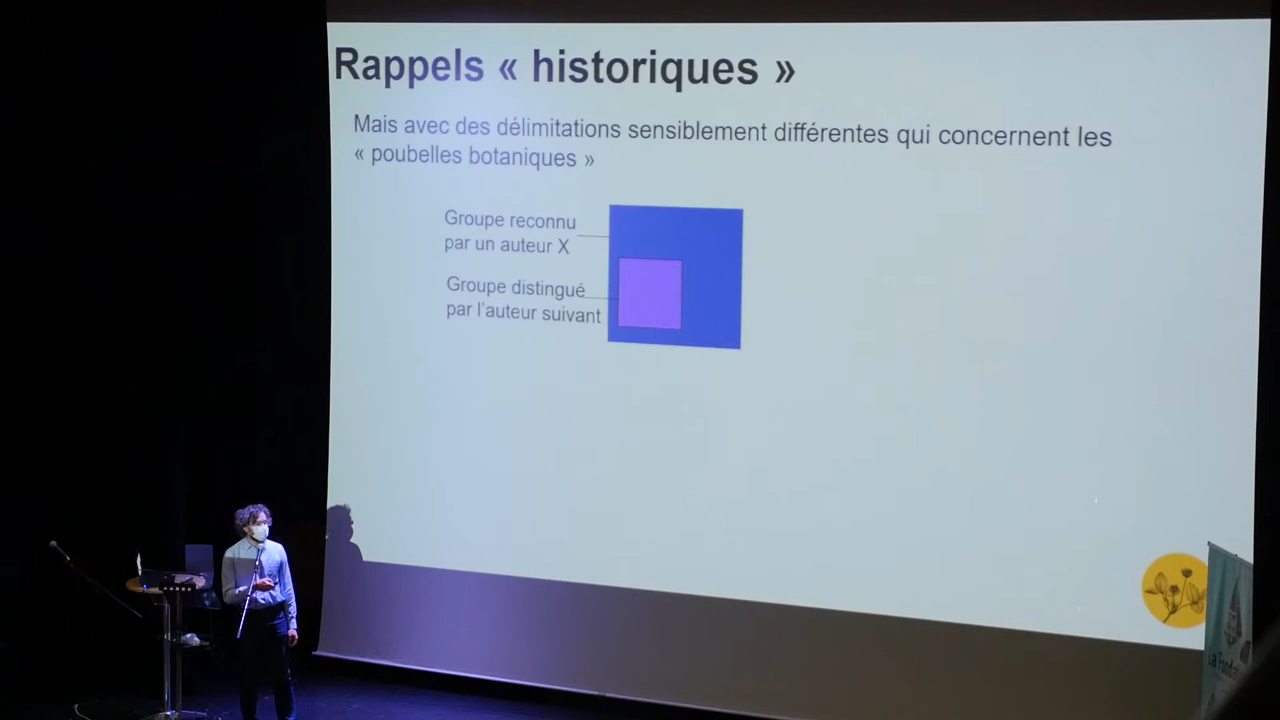 Rappels « historiques »
Mais avec des délimitations sensiblement différentes qui concernent les
« poubelles botaniques »
Groupe reconnu
par un auteur X
Groupe distingué
par l'auteur suivant
La